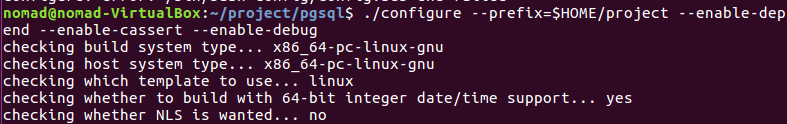 nomad@nomad-VirtualBox:~/project/pgsql$ ./configure --prefix=$HOME/project --enable-dep
end --enable-cassert --enable-debug
checking build system type... x86_64-pc-linux-gnu
checking host system type... x86_64-pc-linux-gnu
checking which template to use... linux
checking whether to build with 64-bit integer date/time support... yes
checking whether NLS is wanted... no